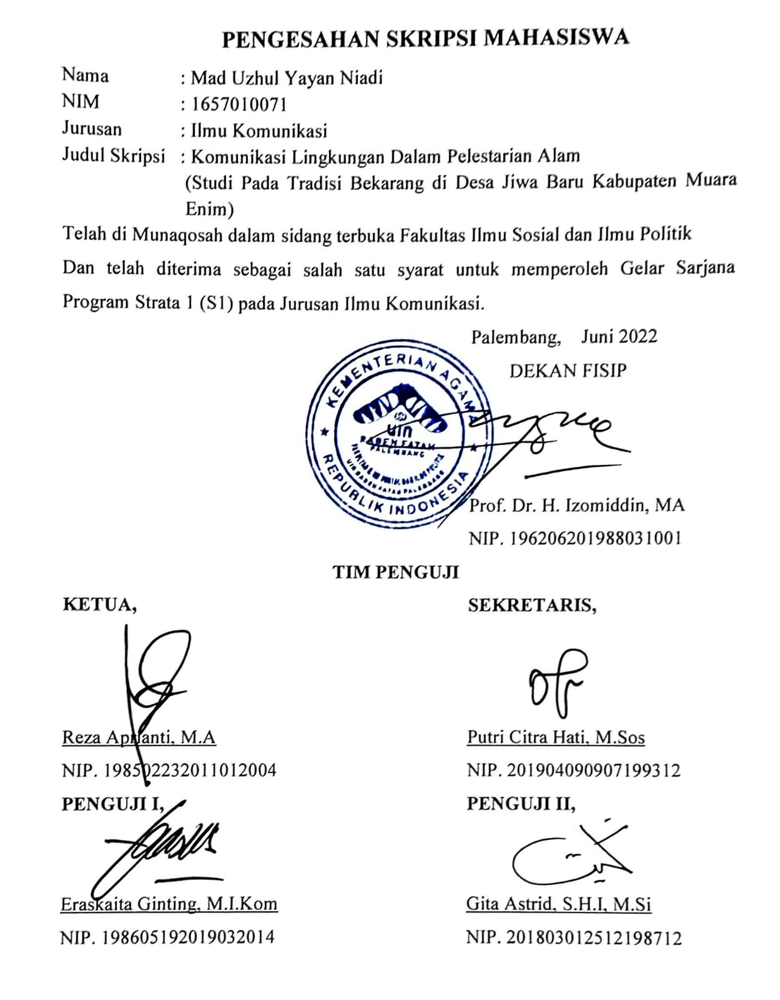 PENGESAHAN SKRIPSI MAHASISWA
Nama : Mad Uzhul Yayan Niadi
NIM : 1657010071
Jurusan : Ilmu Komunikasi
Judul Skripsi : Komunikasi Lingkungan Dalam Pelestarian Alam
(Studi Pada Tradisi Bekarang di Desa Jiwa Baru Kabupaten Muara
Enim)
Telah di Munaqosah dalam sidang terbuka Fakultas Ilmu Sosial dan Ilmu Politik
Dan telah diterima sebagai salah satu syarat untuk memperoleh Gelar Sarjana
Program Strata 1 (S1) pada Jurusan Ilmu Komunikasi.
Palembang, Juni 2022
DEKAN FISIP
KEMENTERIAN AGAMA
uin
RADEN FATAH
PALEMBANG
UIN RADEN FATAH PALEMBANG
REPUBLIK INDONESIA
Prof. Dr. H. Izomiddin, MA
NIP. 196206201988031001
TIM PENGUJI
KETUA, SEKRETARIS,
Reza Aprianti, M.A Putri Citra Hati, M.Sos
NIP. 198502232011012004 NIP. 201904090907199312
PENGUJI I, PENGUJI II,
Eraskaita Ginting, M.I.Kom Gita Astrid, S.H.I, M.Si
NIP. 198605192019032014 NIP. 201803012512198712